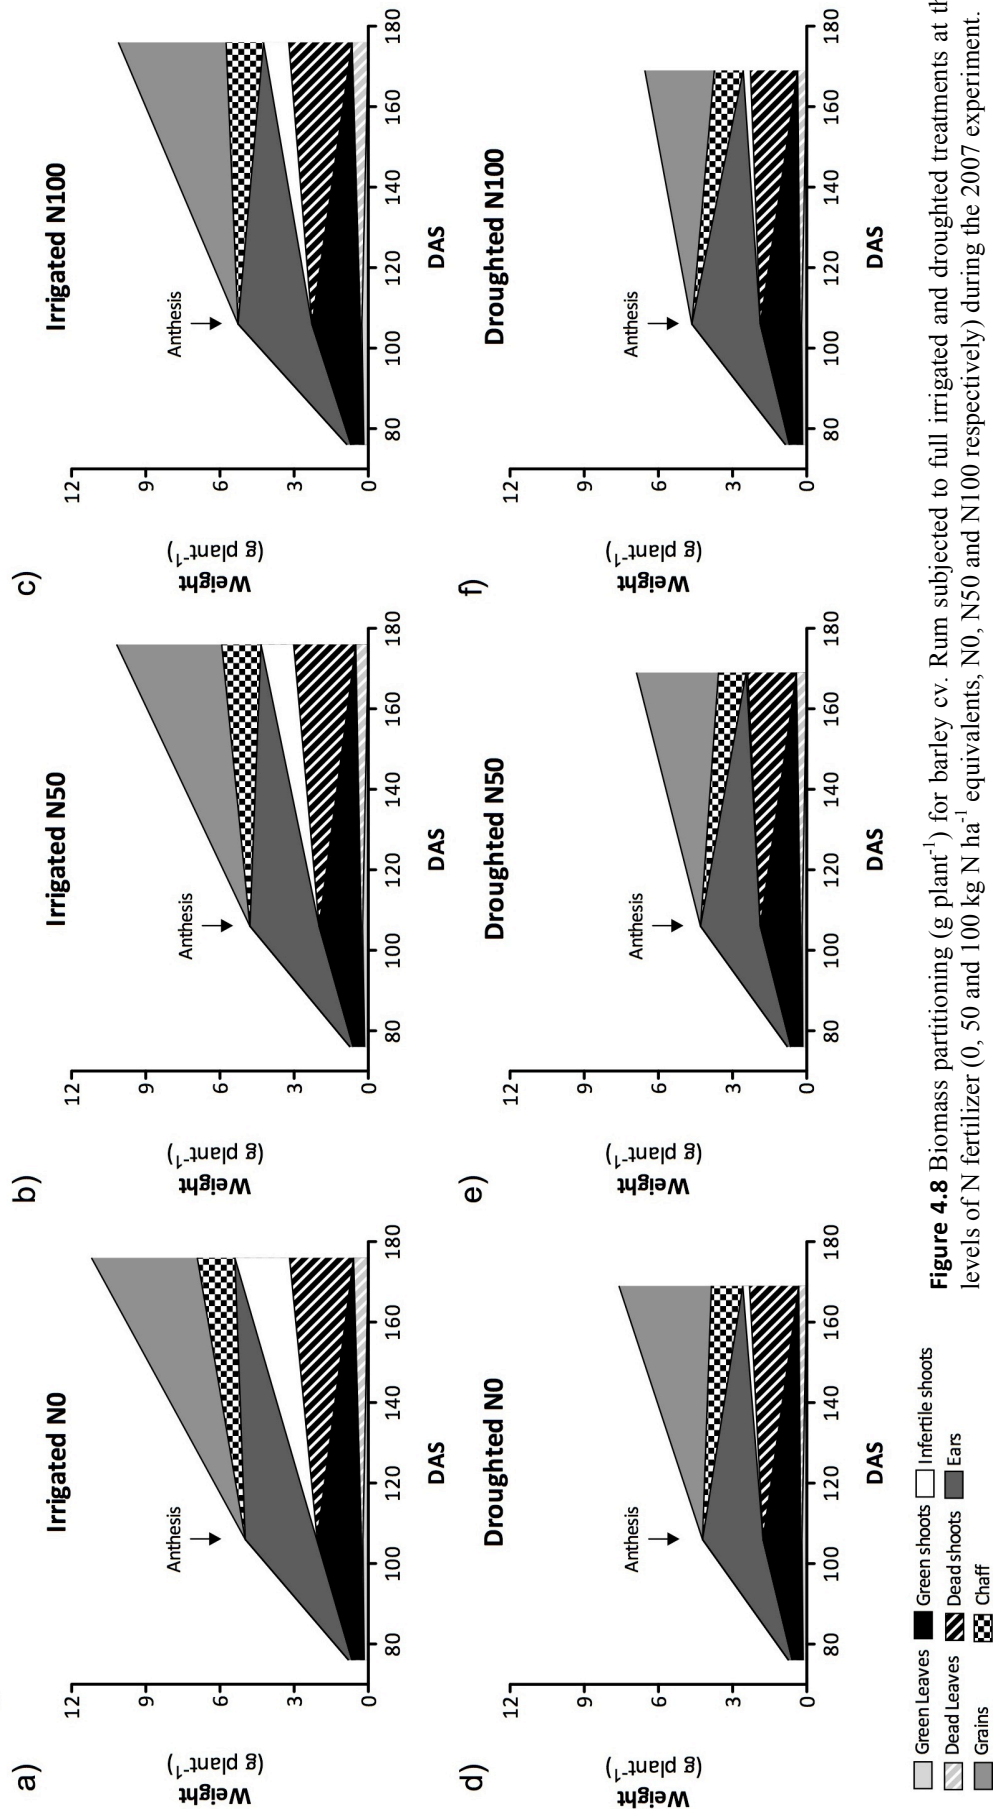 a)
Irrigated N0
Weight
(g plant-1)
12
9
6
3
0
Anthesis
80 100 120 140 160 180
DAS
b)
Irrigated N50
Weight
(g plant-1)
12
9
6
3
0
Anthesis
80 100 120 140 160 180
DAS
c)
Irrigated N100
Weight
(g plant-1)
12
9
6
3
0
Anthesis
80 100 120 140 160 180
DAS
d)
Droughted N0
Weight
(g plant-1)
12
9
6
3
0
Anthesis
80 100 120 140 160 180
DAS
e)
Droughted N50
Weight
(g plant-1)
12
9
6
3
0
Anthesis
80 100 120 140 160 180
DAS
f)
Droughted N100
Weight
(g plant-1)
12
9
6
3
0
Anthesis
80 100 120 140 160 180
DAS
Green Leaves Green shoots Infertile shoots
Dead Leaves Dead shoots Ears
Grains Chaff
Figure 4.8 Biomass partitioning (g plant-1) for barley cv. Rum subjected to full irrigated and droughted treatments at
levels of N fertilizer (0, 50 and 100 kg N ha-1 equivalents, N0, N50 and N100 respectively) during the 2007 experiment.